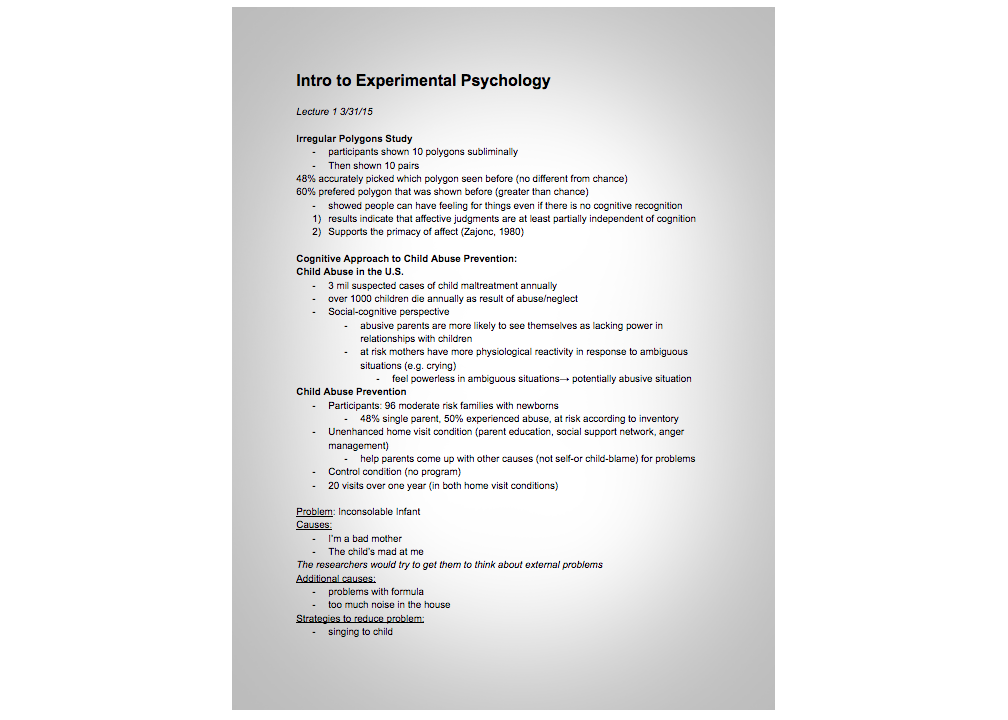 Intro to Experimental Psychology
Lecture 1 3/31/15
Irregular Polygons Study
- participants shown 10 polygons subliminally
- Then shown 10 pairs
48% accurately picked which polygon seen before (no different from chance)
60% prefered polygon that was shown before (greater than chance)
- showed people can have feeling for things even if there is no cognitive recognition
1) results indicate that affective judgments are at least partially independent of cognition
2) Supports the primacy of affect (Zajonc, 1980)
Cognitive Approach to Child Abuse Prevention:
Child Abuse in the U.S.
- 3 mil suspected cases of child maltreatment annually
- over 1000 children die annually as result of abuse/neglect
- Social-cognitive perspective
- abusive parents are more likely to see themselves as lacking power in
relationships with children
- at risk mothers have more physiological reactivity in response to ambiguous
situations (e.g. crying)
- feel powerless in ambiguous situations→ potentially abusive situation
Child Abuse Prevention
- Participants: 96 moderate risk families with newborns
- 48% single parent, 50% experienced abuse, at risk according to inventory
- Unenhanced home visit condition (parent education, social support network, anger
management)
- help parents come up with other causes (not self-or child-blame) for problems
- Control condition (no program)
- 20 visits over one year (in both home visit conditions)
Problem: Inconsolable Infant
Causes:
- I'm a bad mother
- The child's mad at me
The researchers would try to get them to think about external problems
Additional causes:
- problems with formula
- too much noise in the house
Strategies to reduce problem:
- singing to child